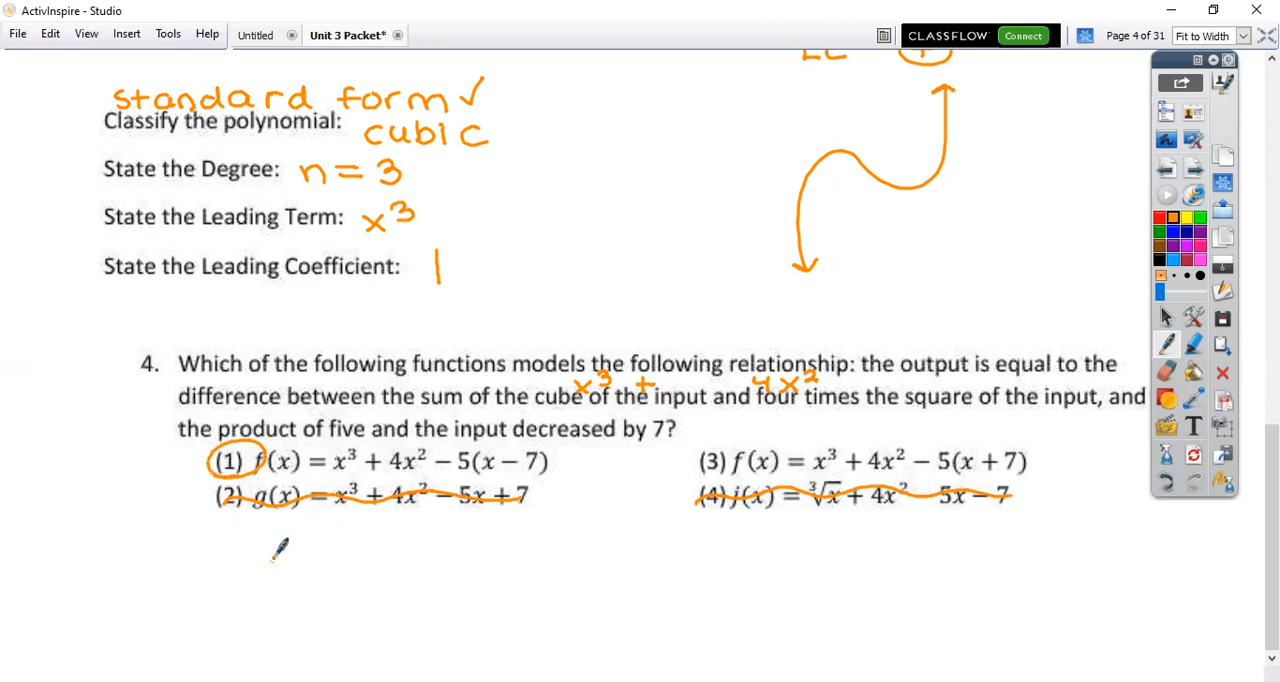 ActivInspire - Studio
File Edit View Insert Tools Help Untitled Unit 3 Packet* CLASSFLOW Connect Page 4 of 31 Fit to Width
LC +
standard form ✓
Classify the polynomial: cubic
State the Degree: n = 3
State the Leading Term: x³
State the Leading Coefficient: 1
4. Which of the following functions models the following relationship: the output is equal to the
x³ + 4x²
difference between the sum of the cube of the input and four times the square of the input, and
the product of five and the input decreased by 7?
(1) f(x) = x³ + 4x² − 5(x − 7) (3) f(x) = x³ + 4x² − 5(x + 7)
(2) g(x) = x³ + 4x² − 5x + 7 (4) j(x) = ∛x + 4x² − 5x − 7